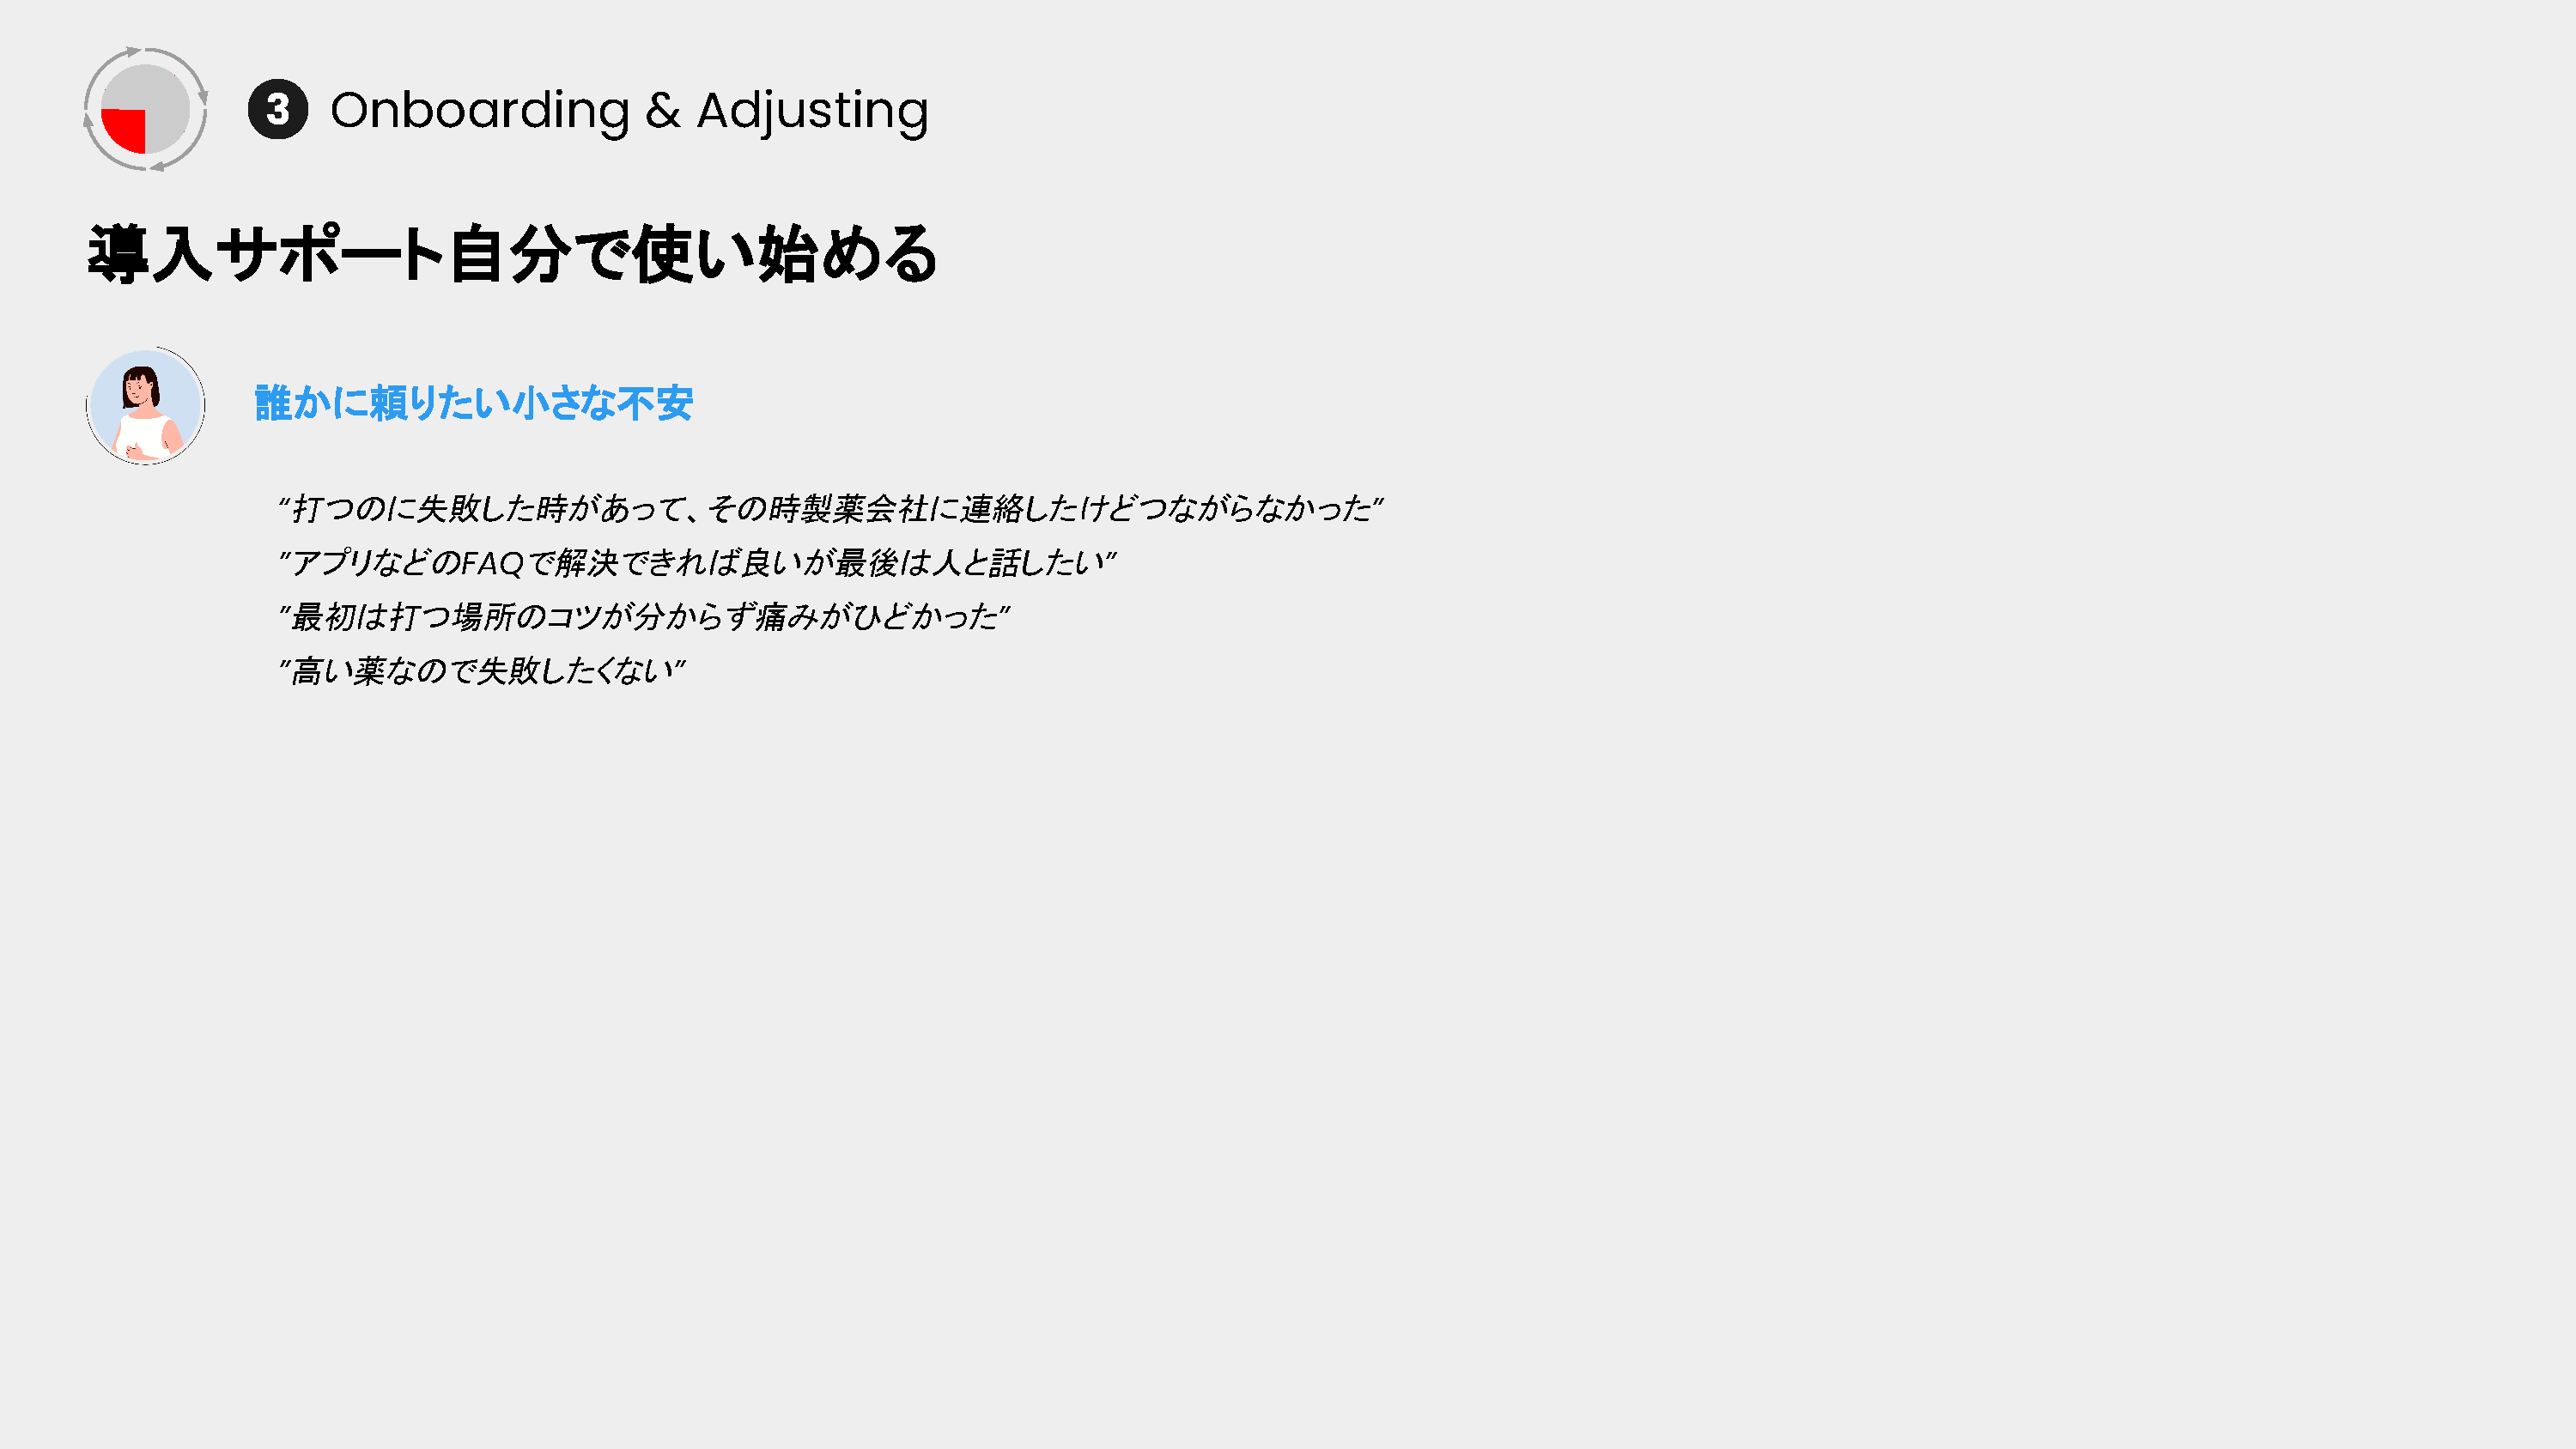 3 Onboarding & Adjusting
導入サポート自分で使い始める
誰かに頼りたい小さな不安
“打つのに失敗した時があって、その時製薬会社に連絡したけどつながらなかった”
”アプリなどのFAQで解決できれば良いが最後は人と話したい”
”最初は打つ場所のコツが分からず痛みがひどかった”
”高い薬なので失敗したくない”